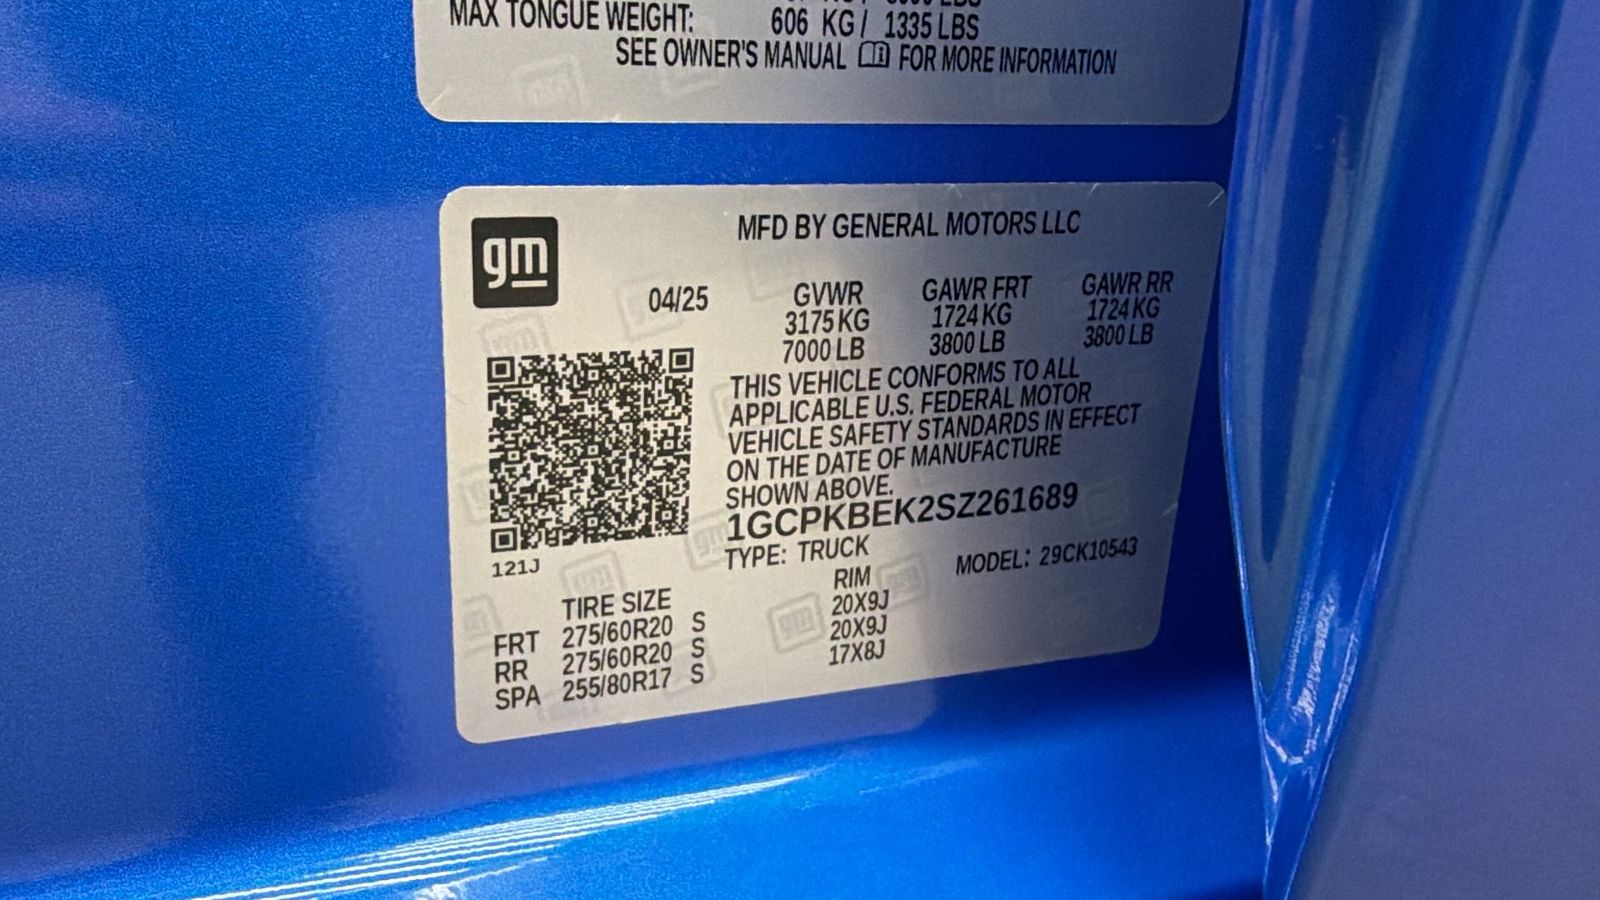 MAX TONGUE WEIGHT: 606 KG / 1335 LBS
SEE OWNER'S MANUAL FOR MORE INFORMATION
gm
MFD BY GENERAL MOTORS LLC
04/25 GVWR GAWR FRT GAWR RR
3175 KG 1724 KG 1724 KG
7000 LB 3800 LB 3800 LB
THIS VEHICLE CONFORMS TO ALL
APPLICABLE U.S. FEDERAL MOTOR
VEHICLE SAFETY STANDARDS IN EFFECT
ON THE DATE OF MANUFACTURE
SHOWN ABOVE.
1GCPKBEK2SZ261689
TYPE: TRUCK MODEL: 29CK10543
121J
TIRE SIZE RIM
FRT 275/60R20 S 20X9J
RR 275/60R20 S 20X9J
SPA 255/80R17 S 17X8J